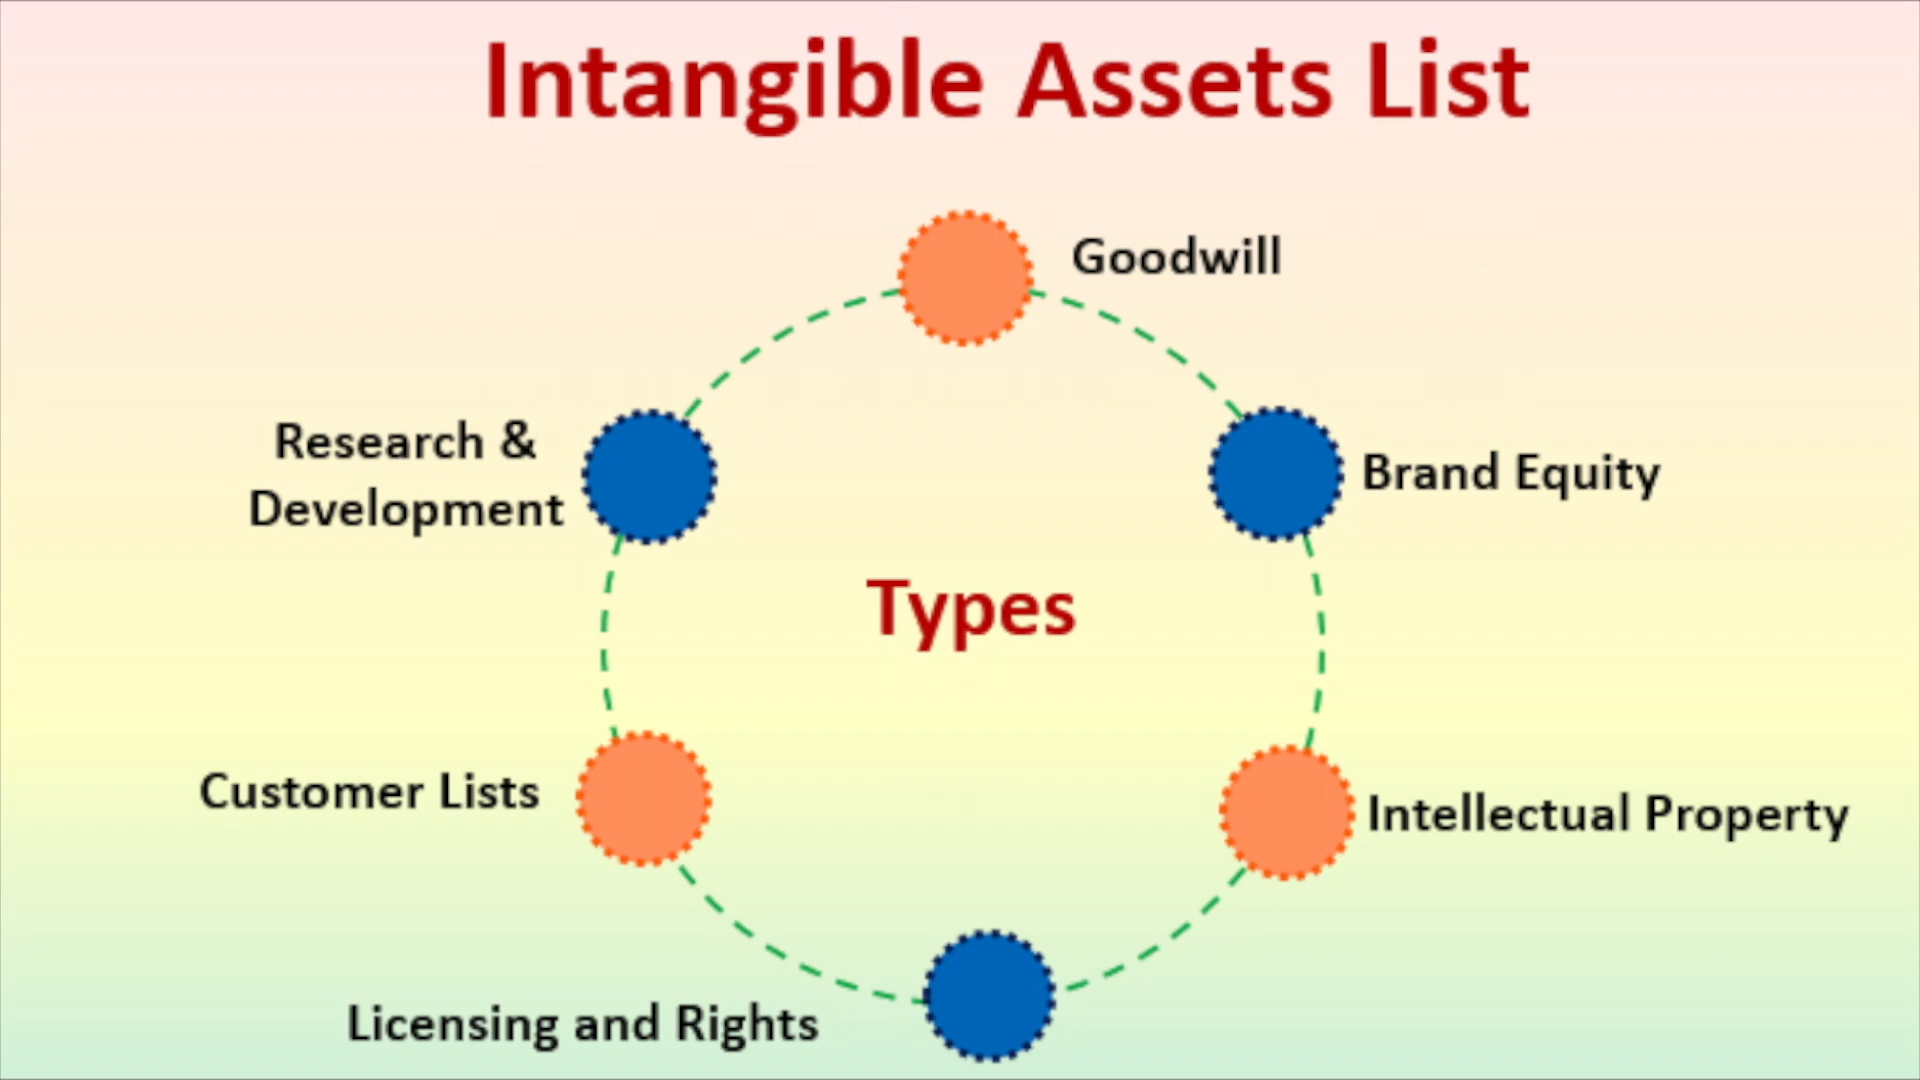 Intangible Assets List
Goodwill
Research &
Development
Brand Equity
Types
Customer Lists
Intellectual Property
Licensing and Rights